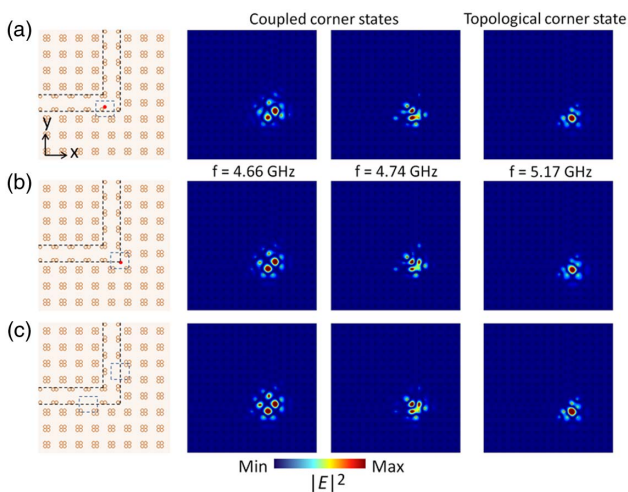 Coupled corner states Topological corner state
(a)
y
x
f = 4.66 GHz f = 4.74 GHz f = 5.17 GHz
(b)
(c)
Min Max
|E|²